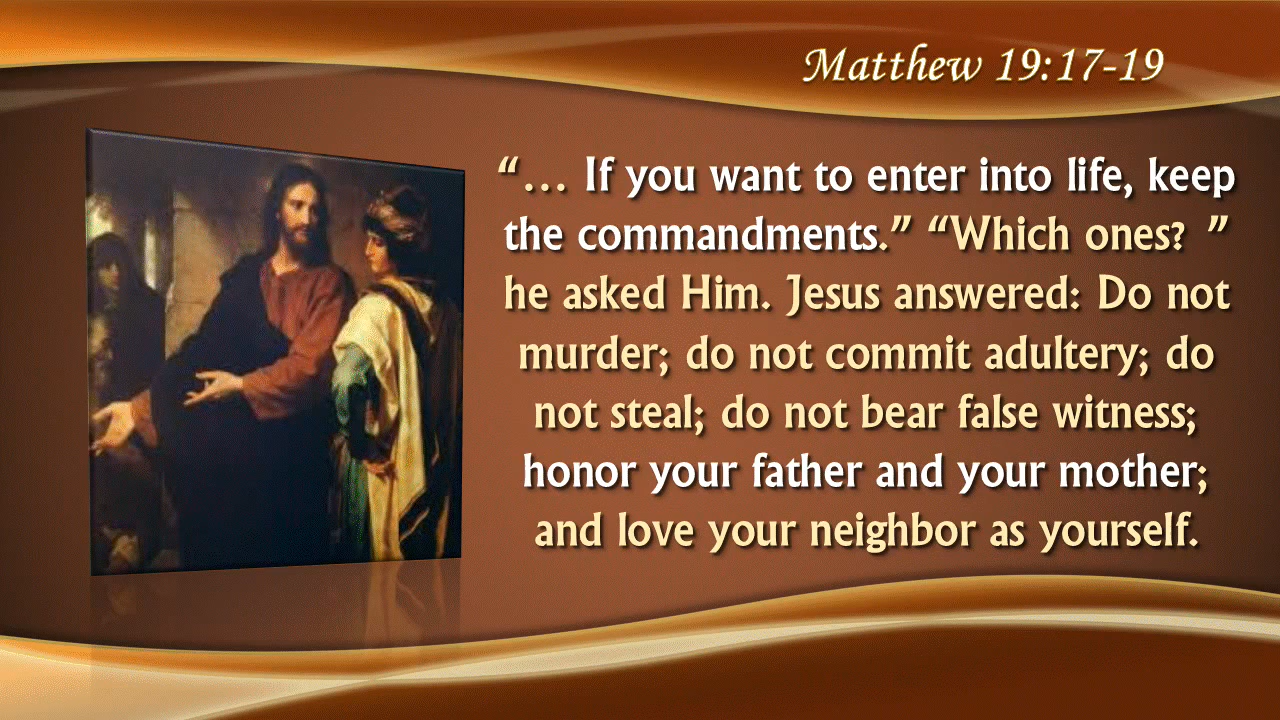 Matthew 19:17-19
“… If you want to enter into life, keep
the commandments.” “Which ones? ”
he asked Him. Jesus answered: Do not
murder; do not commit adultery; do
not steal; do not bear false witness;
honor your father and your mother;
and love your neighbor as yourself.